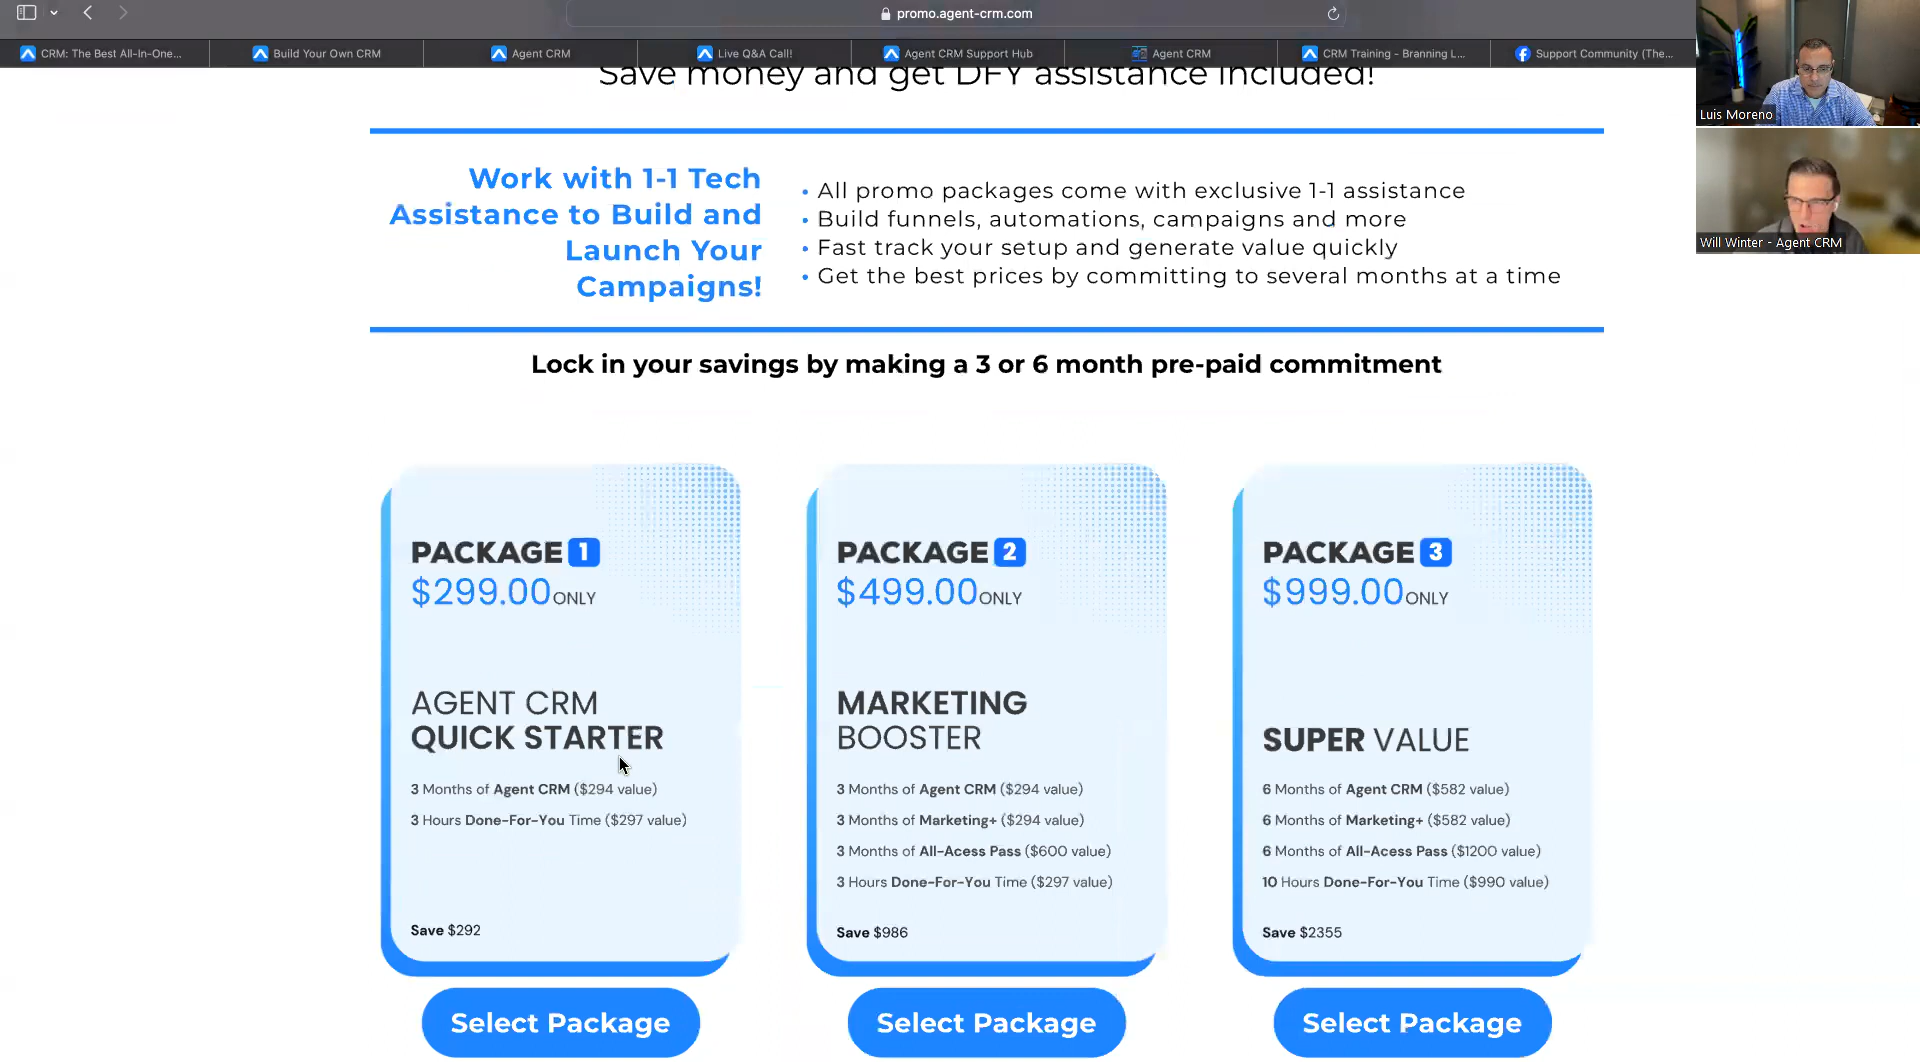 promo.agent-crm.com
CRM: The Best All-In-One...
Build Your Own CRM
Agent CRM
Live Q&A Call!
Agent CRM Support Hub
Agent CRM
CRM Training - Branning L...
Support Community (The...
Save money and get DFY assistance included!
Luis Moreno
Will Winter - Agent CRM
Work with 1-1 Tech
Assistance to Build and
Launch Your
Campaigns!
• All promo packages come with exclusive 1-1 assistance
• Build funnels, automations, campaigns and more
• Fast track your setup and generate value quickly
• Get the best prices by committing to several months at a time
Lock in your savings by making a 3 or 6 month pre-paid commitment
PACKAGE 1
$299.00 ONLY
AGENT CRM
QUICK STARTER
3 Months of Agent CRM ($294 value)
3 Hours Done-For-You Time ($297 value)
Save $292
Select Package
PACKAGE 2
$499.00 ONLY
MARKETING
BOOSTER
3 Months of Agent CRM ($294 value)
3 Months of Marketing+ ($294 value)
3 Months of All-Acess Pass ($600 value)
3 Hours Done-For-You Time ($297 value)
Save $986
Select Package
PACKAGE 3
$999.00 ONLY
SUPER VALUE
6 Months of Agent CRM ($582 value)
6 Months of Marketing+ ($582 value)
6 Months of All-Acess Pass ($1200 value)
10 Hours Done-For-You Time ($990 value)
Save $2355
Select Package